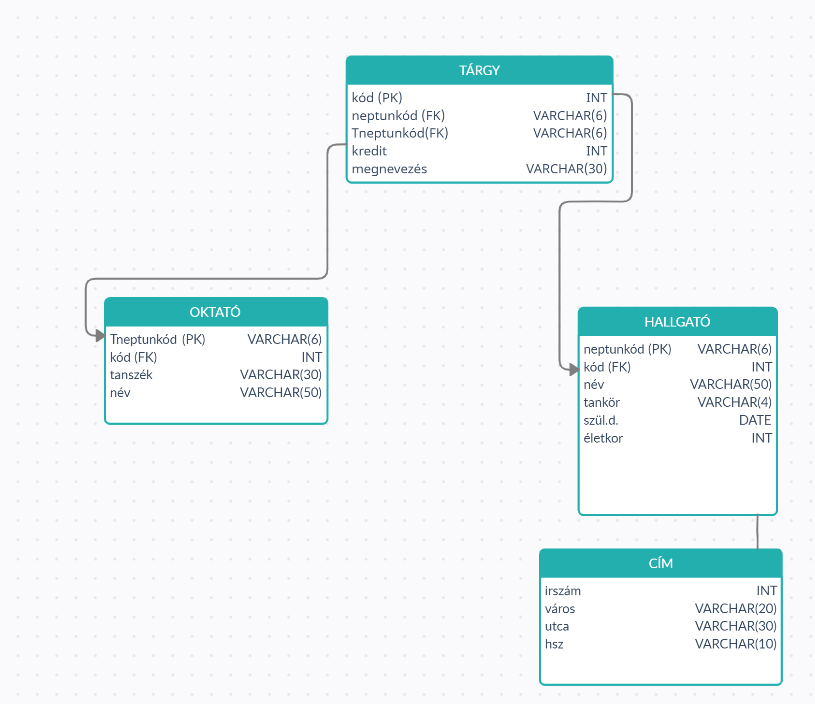 TÁRGY
kód (PK) INT
neptunkód (FK) VARCHAR(6)
Tneptunkód(FK) VARCHAR(6)
kredit INT
megnevezés VARCHAR(30)
OKTATÓ
Tneptunkód (PK) VARCHAR(6)
kód (FK) INT
tanszék VARCHAR(30)
név VARCHAR(50)
HALLGATÓ
neptunkód (PK) VARCHAR(6)
kód (FK) INT
név VARCHAR(50)
tankör VARCHAR(4)
szül.d. DATE
életkor INT
CÍM
irszám INT
város VARCHAR(20)
utca VARCHAR(30)
hsz VARCHAR(10)